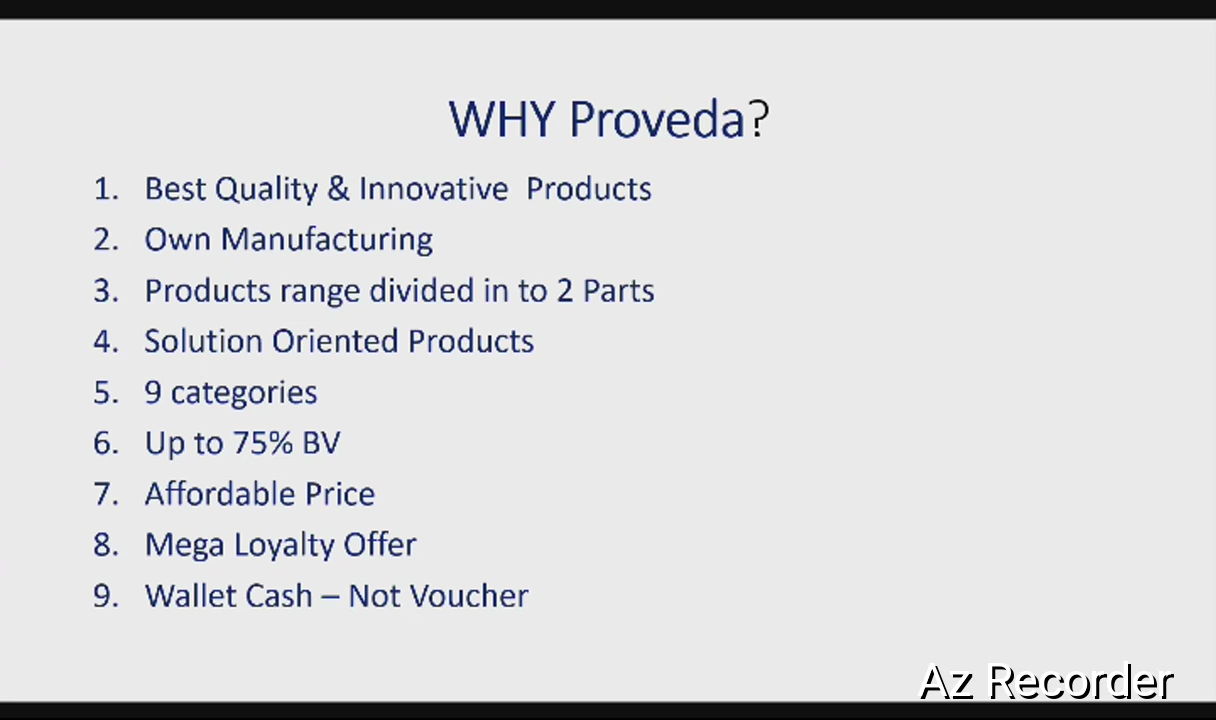 WHY Proveda?
1. Best Quality & Innovative Products
2. Own Manufacturing
3. Products range divided in to 2 Parts
4. Solution Oriented Products
5. 9 categories
6. Up to 75% BV
7. Affordable Price
8. Mega Loyalty Offer
9. Wallet Cash – Not Voucher
Az Recorder